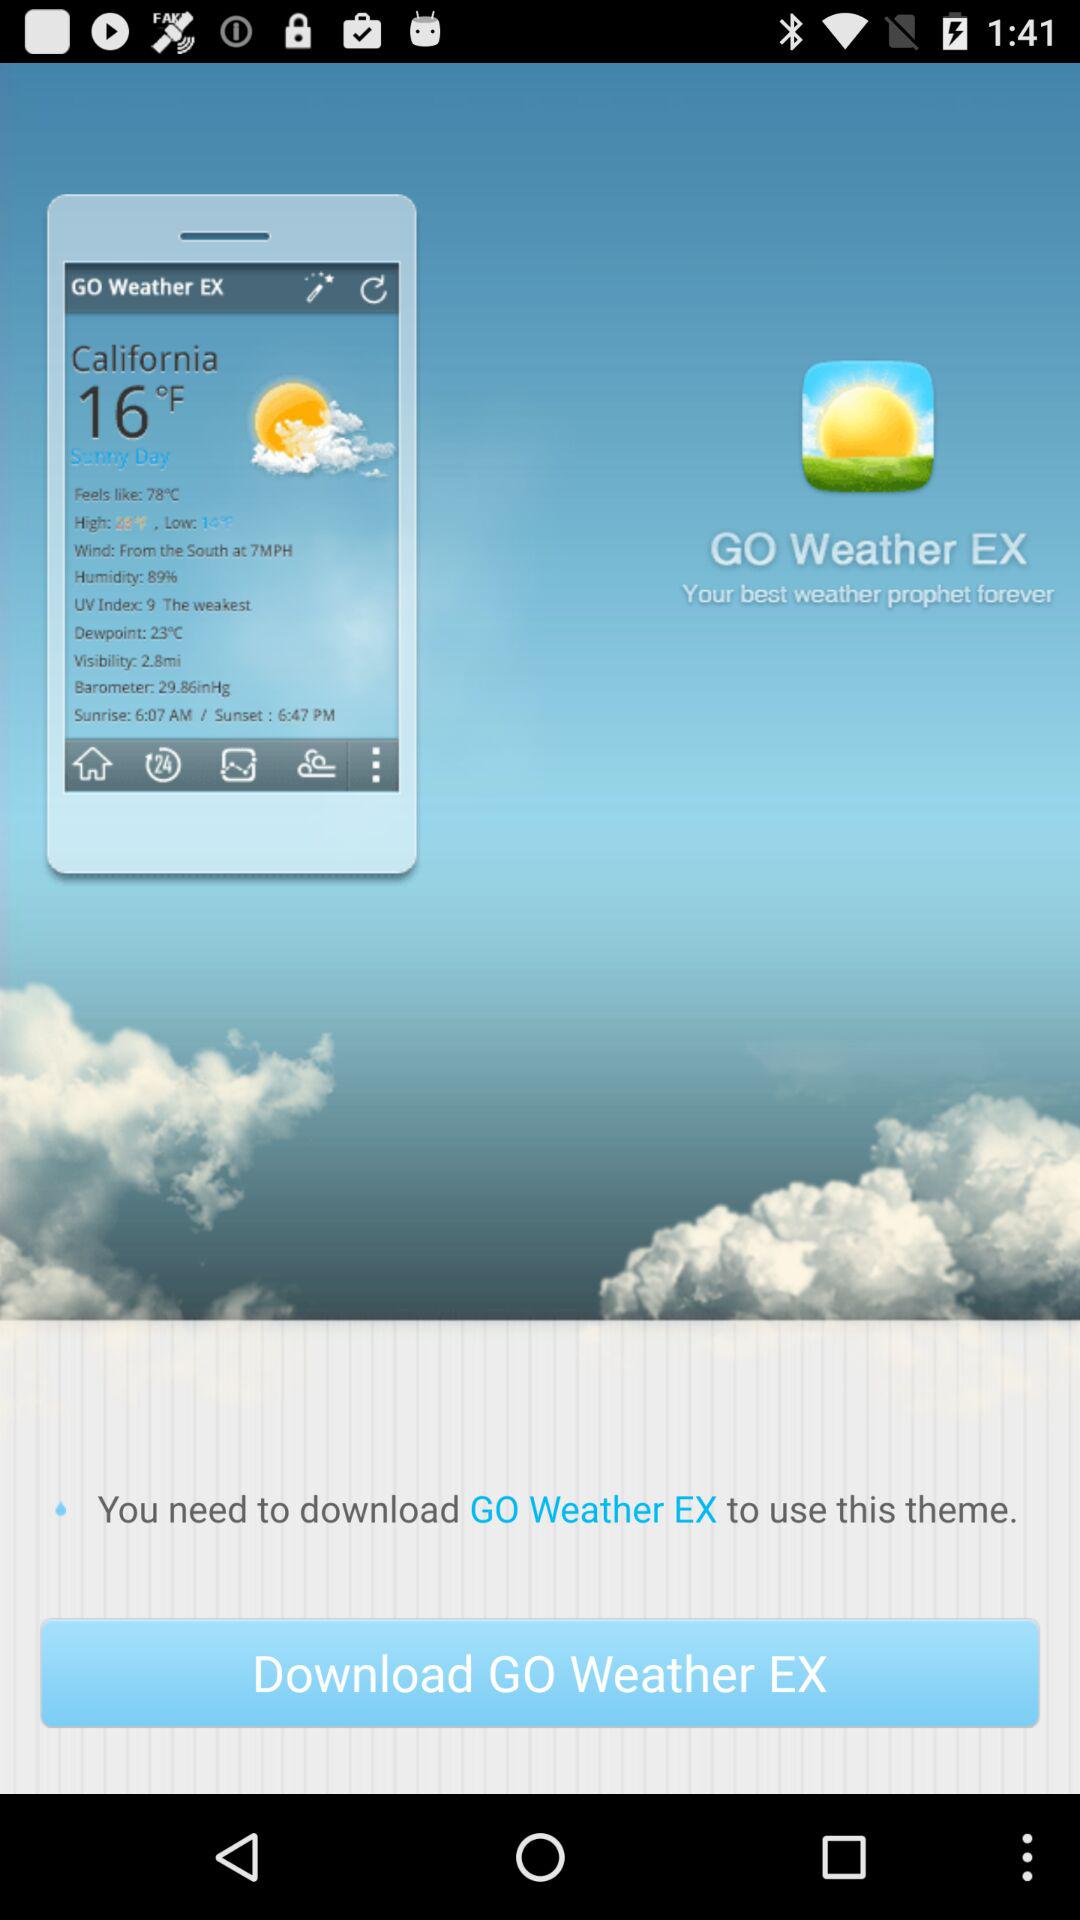 FAKE
1:41
GO Weather EX
California
16 °F
Sunny Day
Feels like: 78°C
High: 28°F , Low: 14°F
Wind: From the South at 7MPH
Humidity: 89%
UV Index: 9 The weakest
Dewpoint: 23°C
Visibility: 2.8mi
Barometer: 29.86inHg
Sunrise: 6:07 AM / Sunset : 6:47 PM
24
GO Weather EX
Your best weather prophet forever
You need to download GO Weather EX to use this theme.
Download GO Weather EX